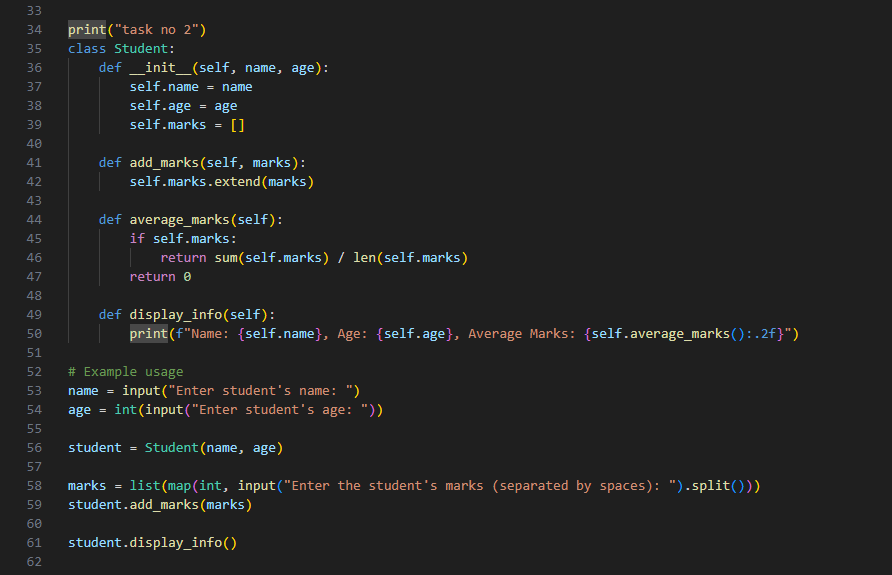 33
34 print("task no 2")
35 class Student:
36     def __init__(self, name, age):
37         self.name = name
38         self.age = age
39         self.marks = []
40
41     def add_marks(self, marks):
42         self.marks.extend(marks)
43
44     def average_marks(self):
45         if self.marks:
46             return sum(self.marks) / len(self.marks)
47         return 0
48
49     def display_info(self):
50         print(f"Name: {self.name}, Age: {self.age}, Average Marks: {self.average_marks():.2f}")
51
52 # Example usage
53 name = input("Enter student's name: ")
54 age = int(input("Enter student's age: "))
55
56 student = Student(name, age)
57
58 marks = list(map(int, input("Enter the student's marks (separated by spaces): ").split()))
59 student.add_marks(marks)
60
61 student.display_info()
62